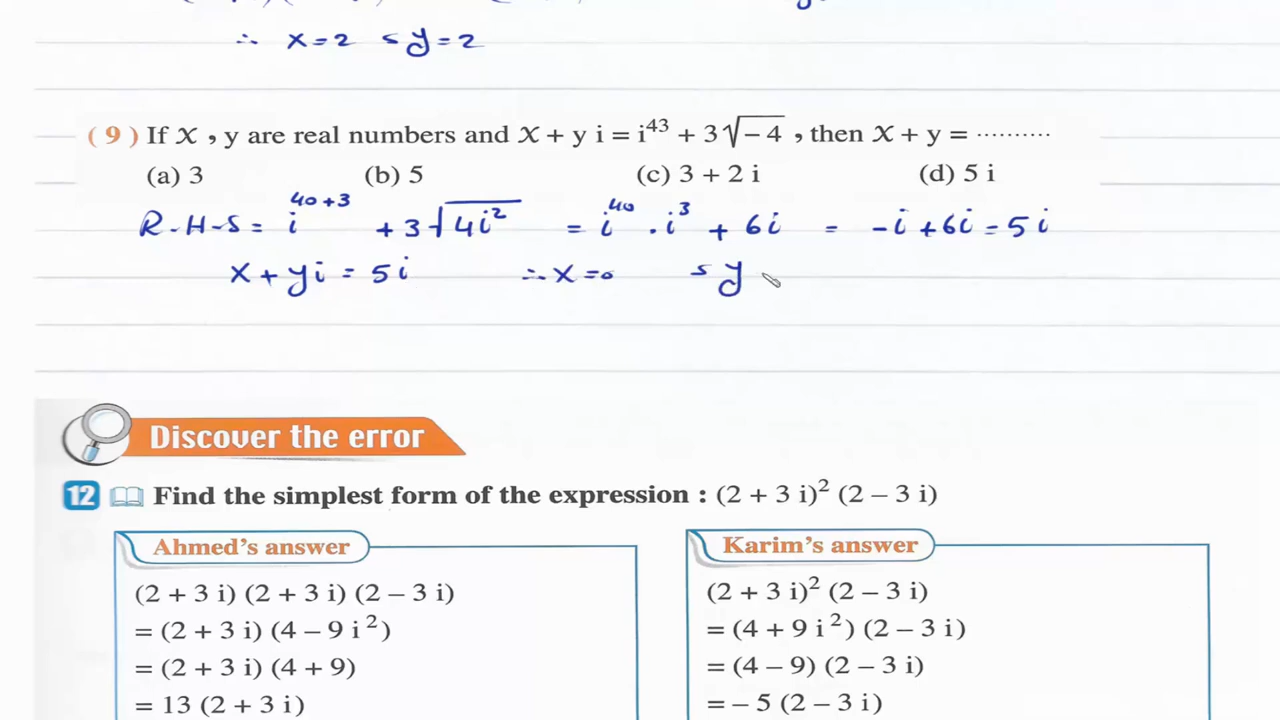 ∴ x = 2 , y = 2
( 9 ) If X , y are real numbers and X + y i = i⁴³ + 3√–4 , then X + y = ··········
(a) 3 (b) 5 (c) 3 + 2 i (d) 5 i
R-H-S = i⁴⁰⁺³ + 3√4i² = i⁴⁰ . i³ + 6i = -i + 6i = 5i
x + yi = 5i ∴ x = 0 , y
Discover the error
12 Find the simplest form of the expression : (2 + 3 i)² (2 – 3 i)
Ahmed's answer
(2 + 3 i) (2 + 3 i) (2 – 3 i)
= (2 + 3 i) (4 – 9 i²)
= (2 + 3 i) (4 + 9)
= 13 (2 + 3 i)
Karim's answer
(2 + 3 i)² (2 – 3 i)
= (4 + 9 i²) (2 – 3 i)
= (4 – 9) (2 – 3 i)
= – 5 (2 – 3 i)